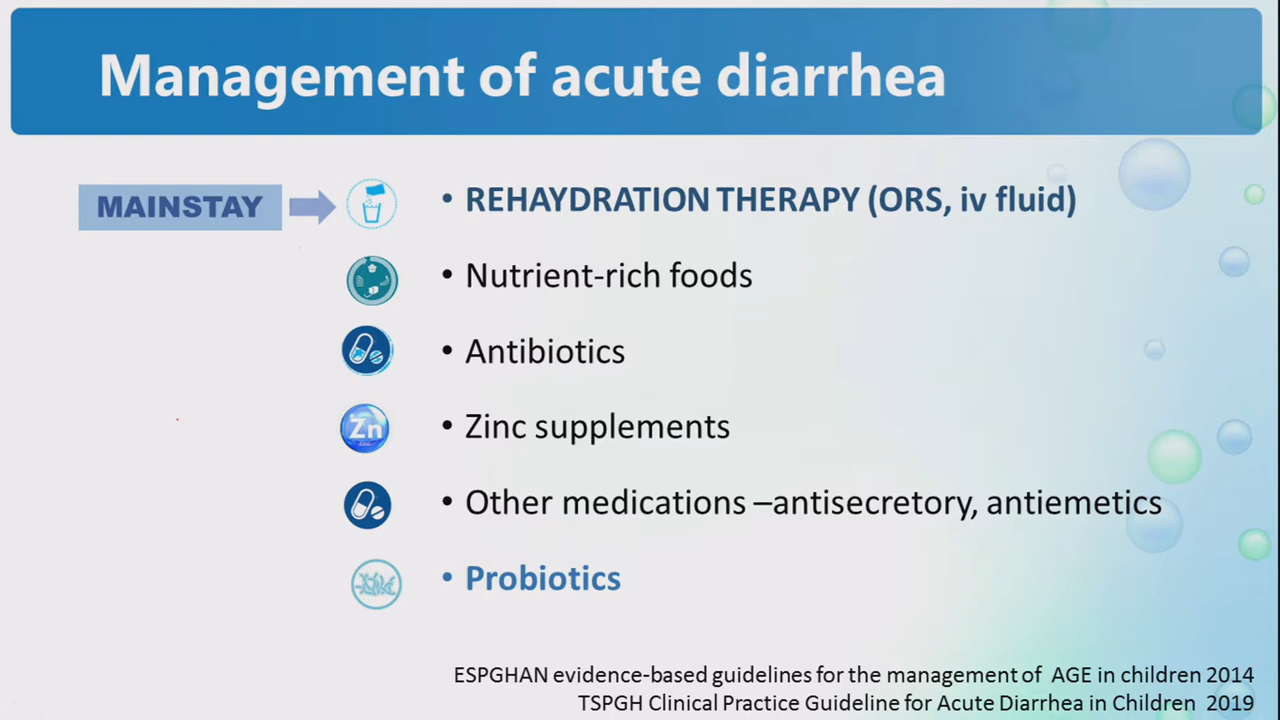 Management of acute diarrhea
MAINSTAY
• REHAYDRATION THERAPY (ORS, iv fluid)
• Nutrient-rich foods
• Antibiotics
Zn
• Zinc supplements
• Other medications –antisecretory, antiemetics
• Probiotics
ESPGHAN evidence-based guidelines for the management of AGE in children 2014
TSPGH Clinical Practice Guideline for Acute Diarrhea in Children 2019